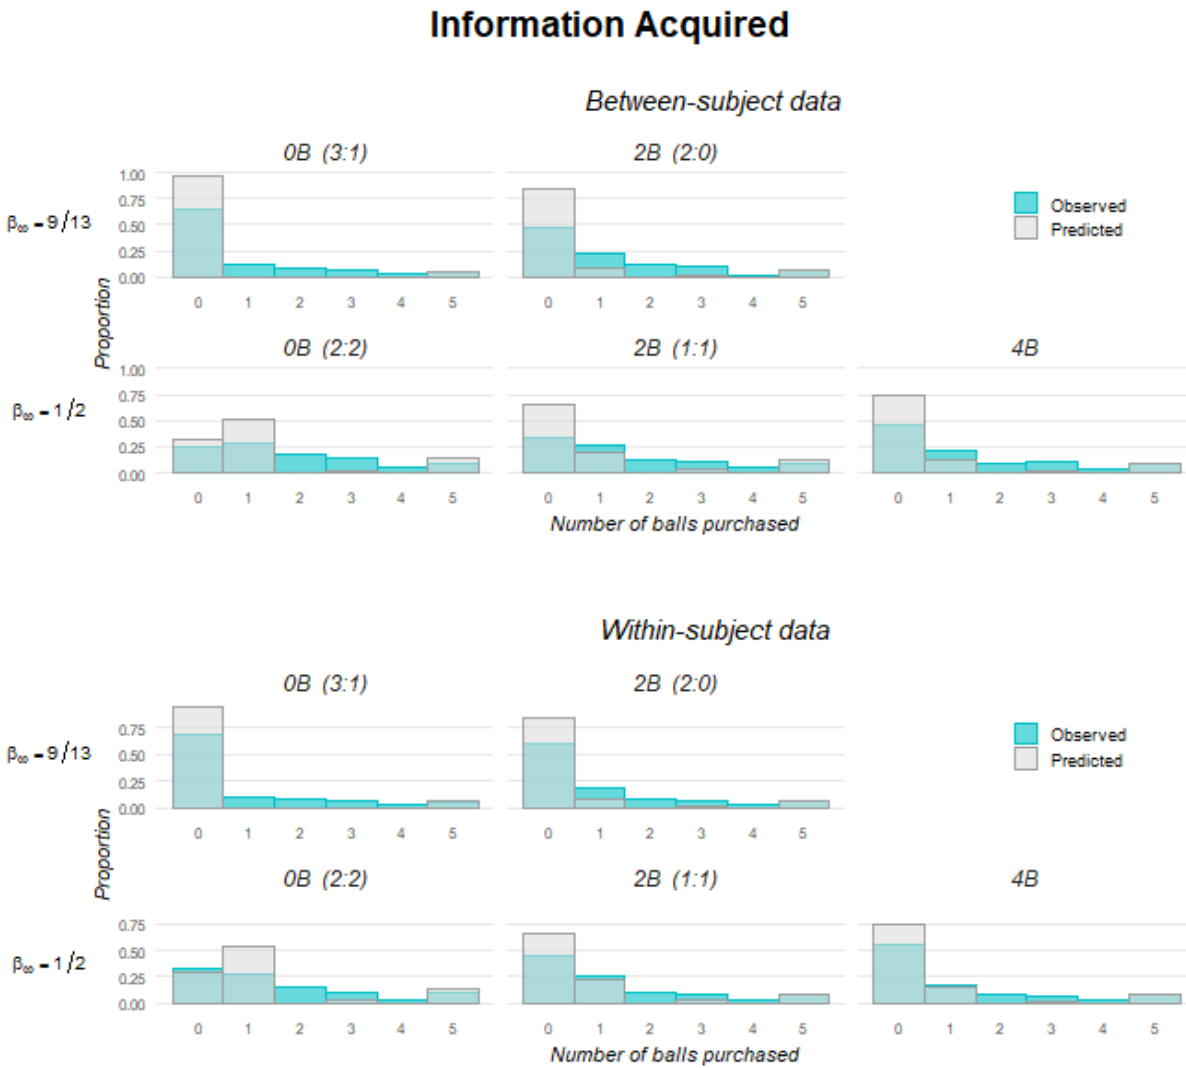 Information Acquired
Between-subject data
0B (3:1)
2B (2:0)
β∞ = 9/13
1.00
0.75
0.50
0.25
0.00
0 1 2 3 4 5
0 1 2 3 4 5
Observed
Predicted
Proportion
0B (2:2)
2B (1:1)
4B
β∞ = 1/2
1.00
0.75
0.50
0.25
0.00
0 1 2 3 4 5
0 1 2 3 4 5
0 1 2 3 4 5
Number of balls purchased
Within-subject data
0B (3:1)
2B (2:0)
β∞ = 9/13
0.75
0.50
0.25
0.00
0 1 2 3 4 5
0 1 2 3 4 5
Observed
Predicted
Proportion
0B (2:2)
2B (1:1)
4B
β∞ = 1/2
0.75
0.50
0.25
0.00
0 1 2 3 4 5
0 1 2 3 4 5
0 1 2 3 4 5
Number of balls purchased